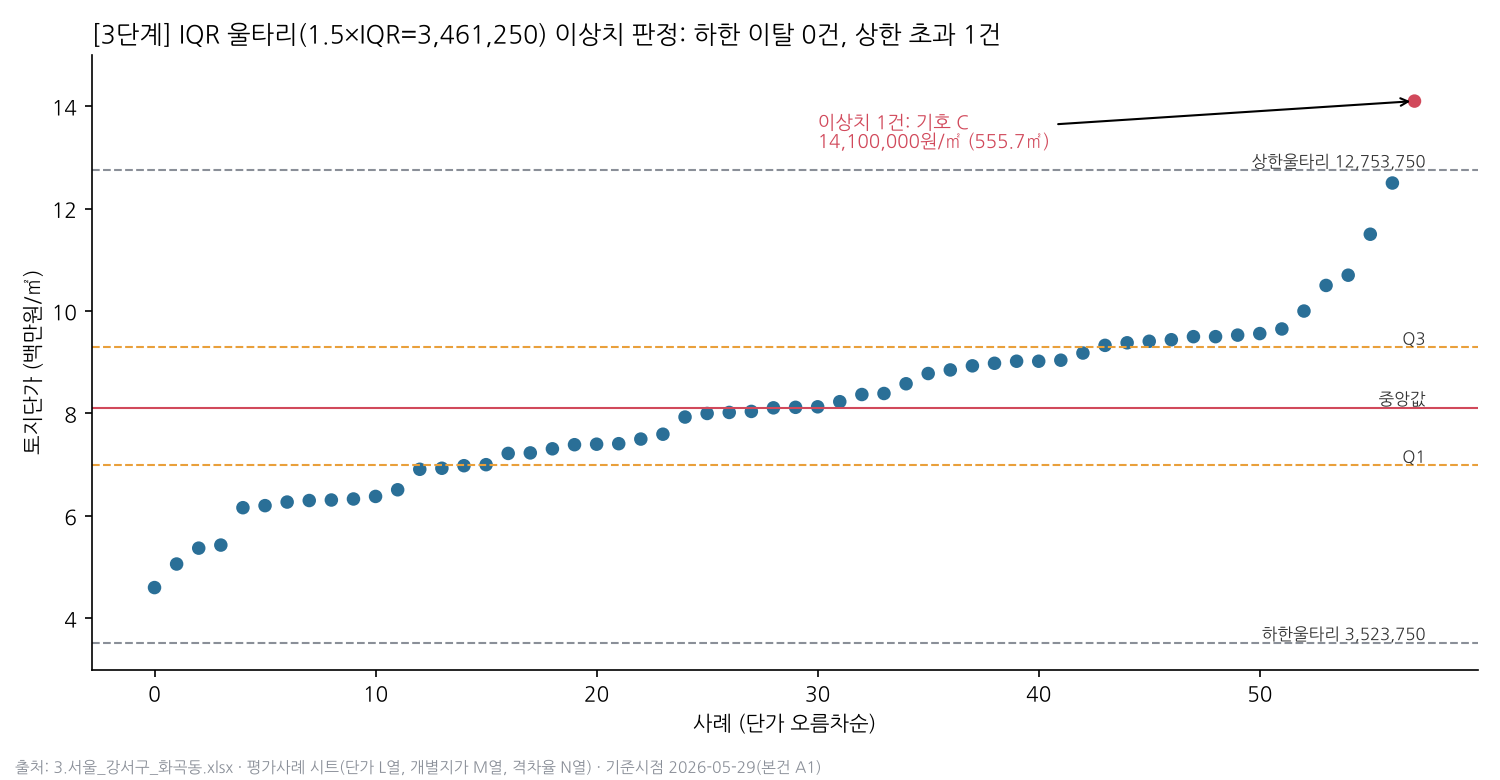 [3단계] IQR 울타리(1.5×IQR=3,461,250) 이상치 판정: 하한 이탈 0건, 상한 초과 1건
14
이상치 1건: 기호 C
14,100,000원/㎡ (555.7㎡)
상한울타리 12,753,750
12
10
Q3
8
중앙값
Q1
6
4
하한울타리 3,523,750
토지단가 (백만원/㎡)
0 10 20 30 40 50
사례 (단가 오름차순)
출처: 3.서울_강서구_화곡동.xlsx · 평가사례 시트(단가 L열, 개별지가 M열, 격차율 N열) · 기준시점 2026-05-29(본건 A1)